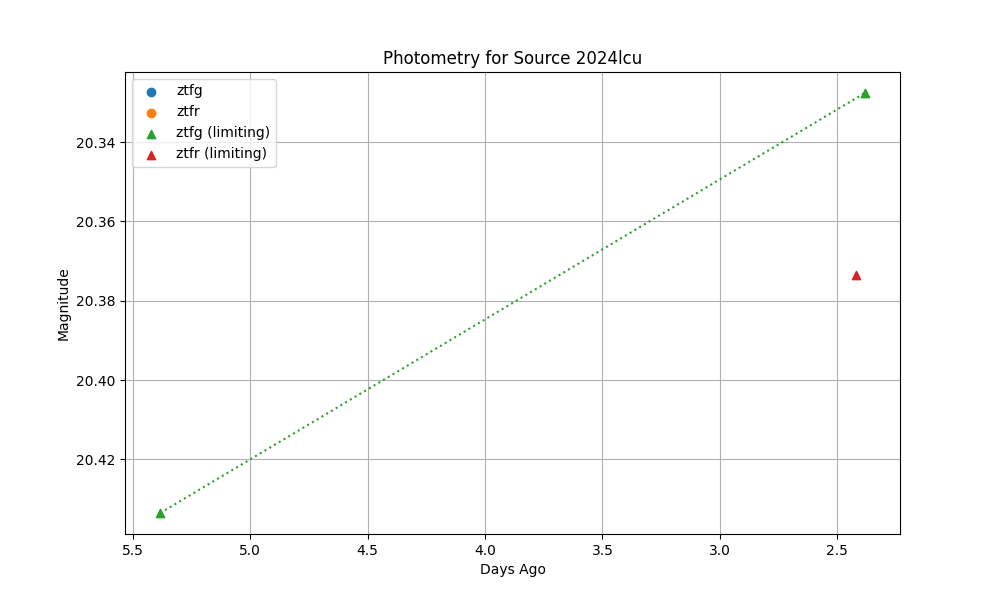 Photometry for Source 2024lcu
ztfg
ztfr
ztfg (limiting)
ztfr (limiting)
Magnitude
20.34
20.36
20.38
20.40
20.42
5.5 5.0 4.5 4.0 3.5 3.0 2.5
Days Ago